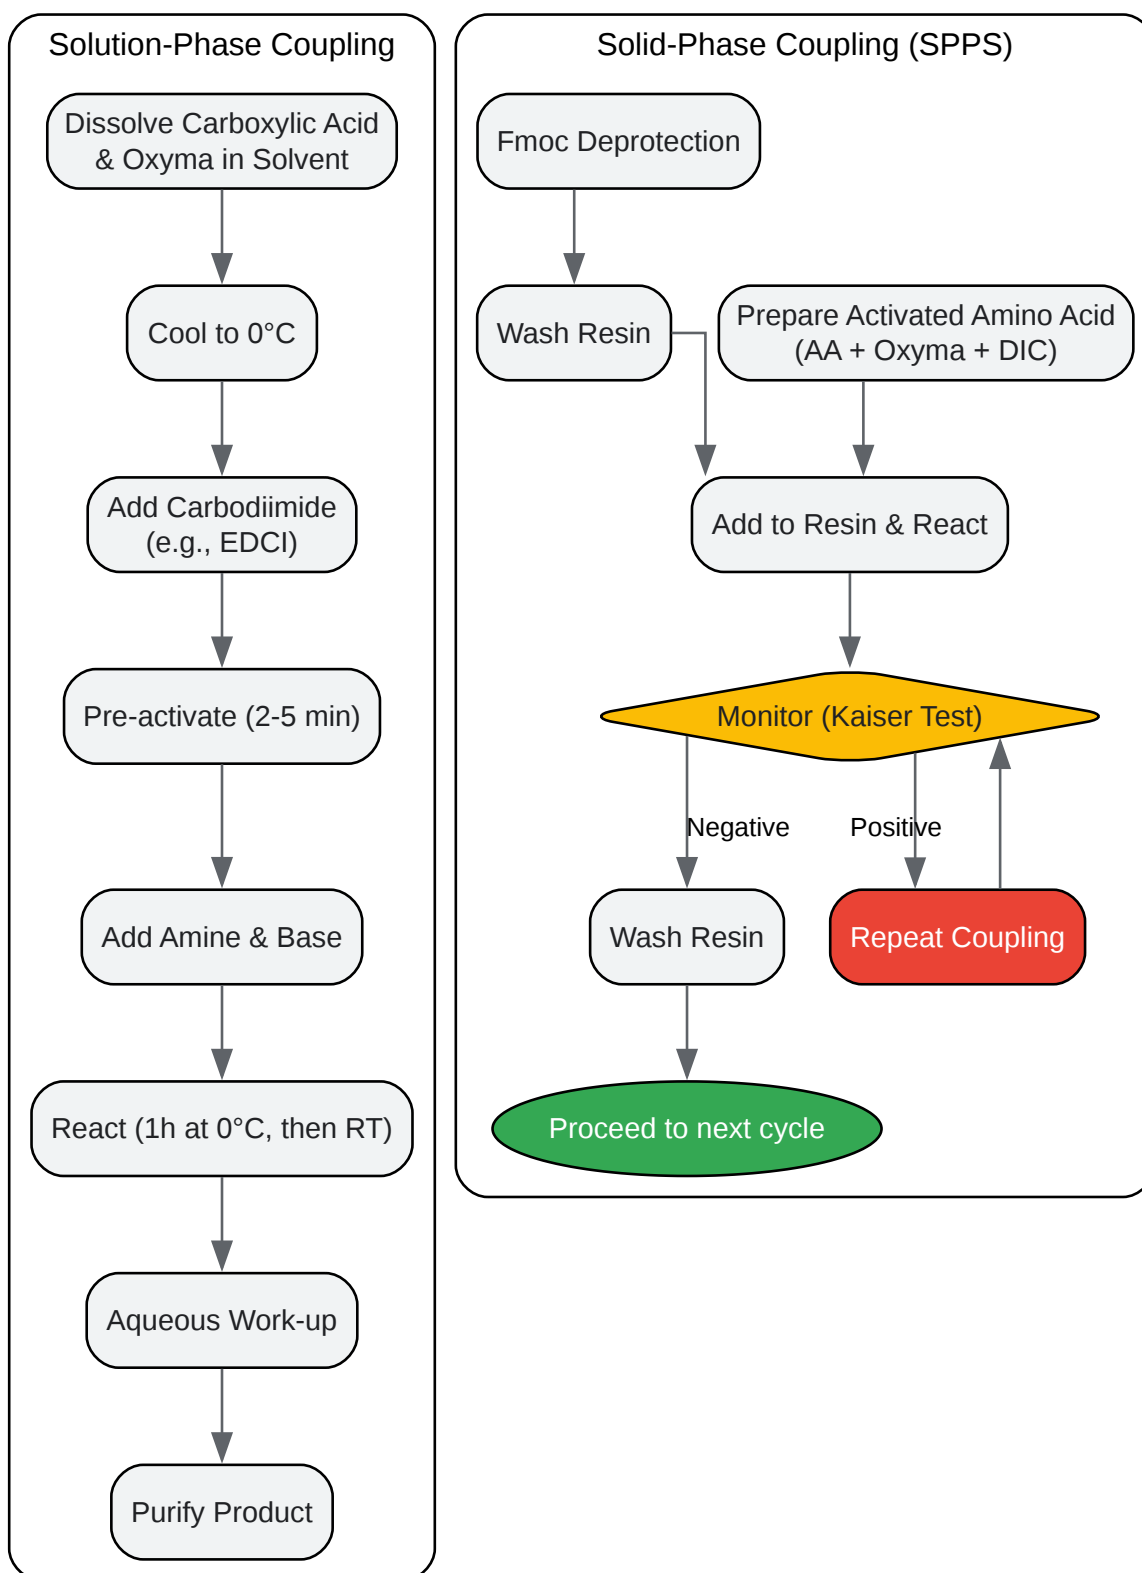 Solution-Phase Coupling
Dissolve Carboxylic Acid
& Oxyma in Solvent
Cool to 0°C
Add Carbodiimide
(e.g., EDCI)
Pre-activate (2-5 min)
Add Amine & Base
React (1h at 0°C, then RT)
Aqueous Work-up
Purify Product
Solid-Phase Coupling (SPPS)
Fmoc Deprotection
Wash Resin
Prepare Activated Amino Acid
(AA + Oxyma + DIC)
Add to Resin & React
Monitor (Kaiser Test)
Negative
Positive
Wash Resin
Repeat Coupling
Proceed to next cycle